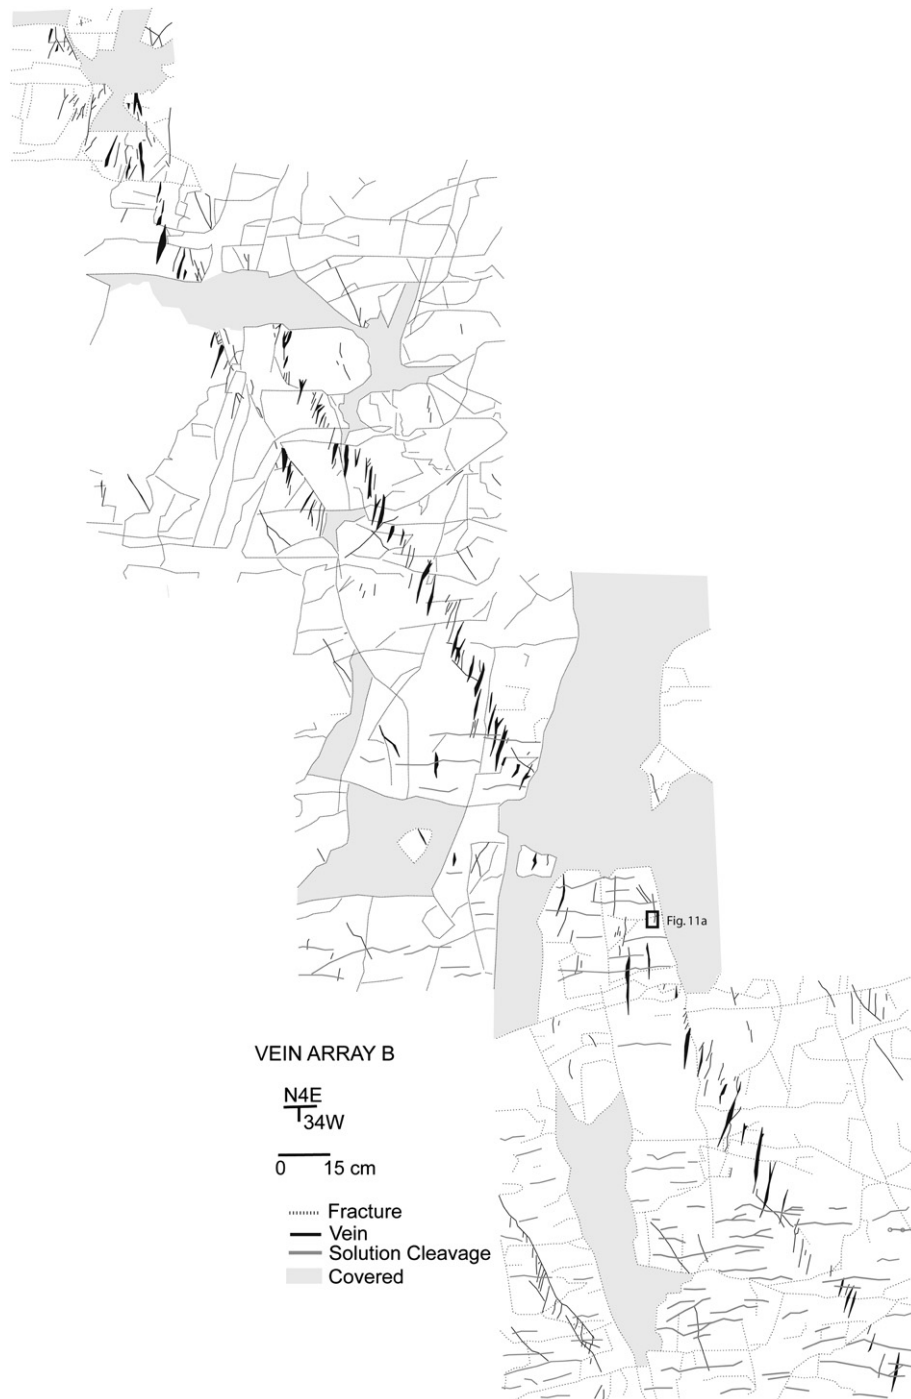 Fig. 11a
VEIN ARRAY B
N4E
34W
0 15 cm
Fracture
Vein
Solution Cleavage
Covered